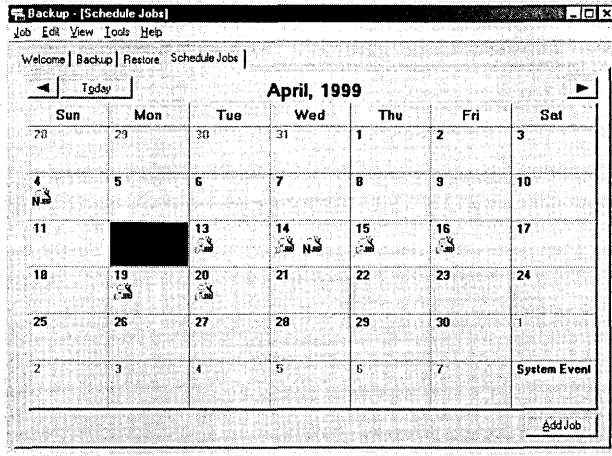 Backup - [Schedule Jobs]
Job Edit View Tools Help
Welcome Backup Restore Schedule Jobs
Today
April, 1999
Sun Mon Tue Wed Thu Fri Sat
28 29 30 31 1 2 3
4 5 6 7 8 9 10
N
11 13 14 15 16 17
N
18 19 20 21 22 23 24
25 26 27 28 29 30 1
2 3 4 5 6 7 System Event
Add Job